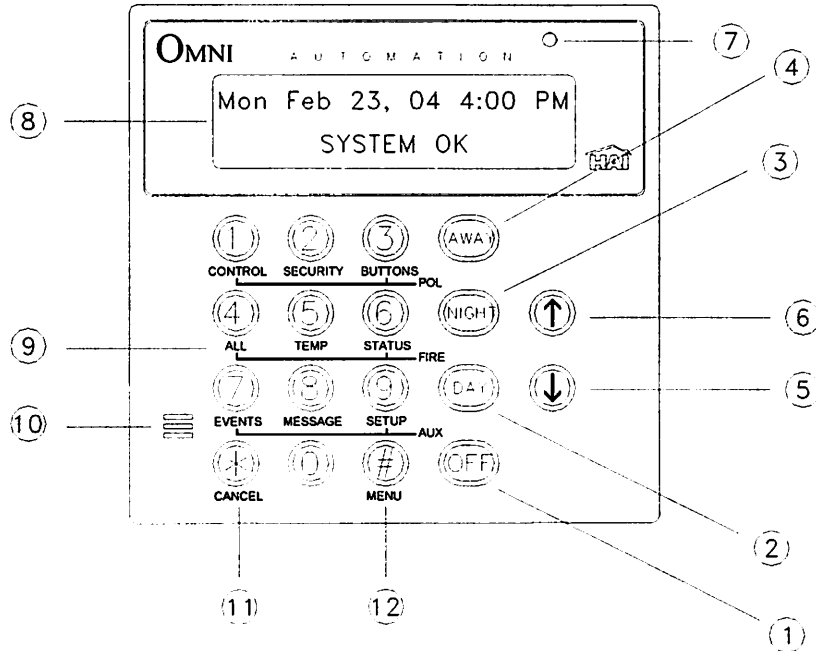 OMNI AUTOMATION 7
4
8 Mon Feb 23, 04 4:00 PM
SYSTEM OK
HAI 3
1 2 3 AWAY
CONTROL SECURITY BUTTONS
POL
4 5 6 NIGHT ↑ 6
9 ALL TEMP STATUS
FIRE
7 8 9 DAY ↓ 5
10 EVENTS MESSAGE SETUP
AUX
* 0 # OFF
CANCEL MENU
2
11 12
1